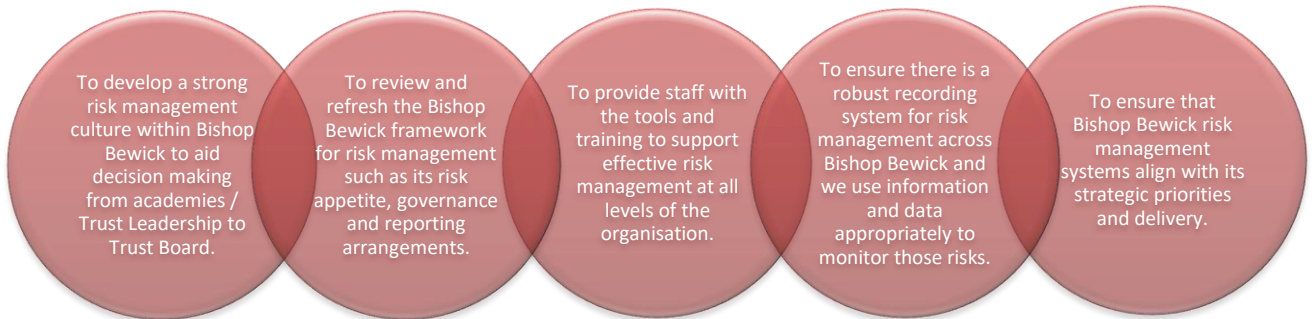 To develop a strong
risk management
culture within Bishop
Bewick to aid
decision making
from academies /
Trust Leadership to
Trust Board.
To review and
refresh the Bishop
Bewick framework
for risk management
such as its risk
appetite, governance
and reporting
arrangements.
To provide staff with
the tools and
training to support
effective risk
management at all
levels of the
organisation.
To ensure there is a
robust recording
system for risk
management across
Bishop Bewick and
we use information
and data
appropriately to
monitor those risks.
To ensure that
Bishop Bewick risk
management
systems align with its
strategic priorities
and delivery.